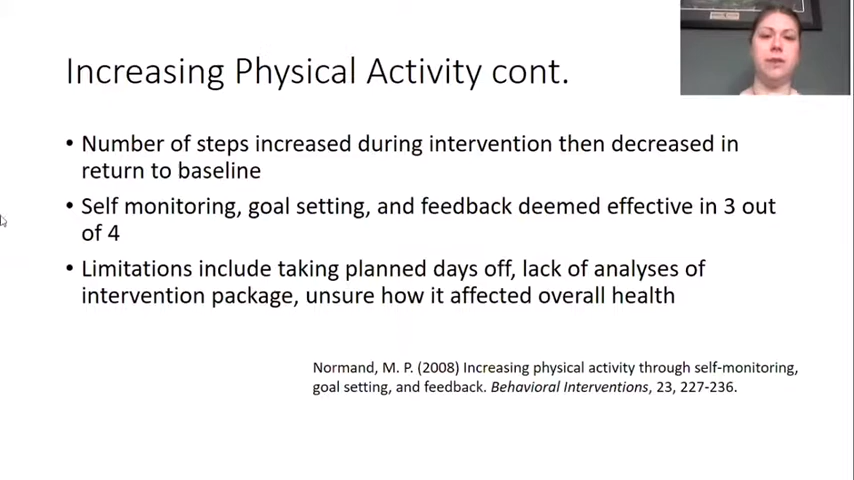 Increasing Physical Activity cont.
• Number of steps increased during intervention then decreased in
return to baseline
• Self monitoring, goal setting, and feedback deemed effective in 3 out
of 4
• Limitations include taking planned days off, lack of analyses of
intervention package, unsure how it affected overall health
Normand, M. P. (2008) Increasing physical activity through self-monitoring,
goal setting, and feedback. Behavioral Interventions, 23, 227-236.